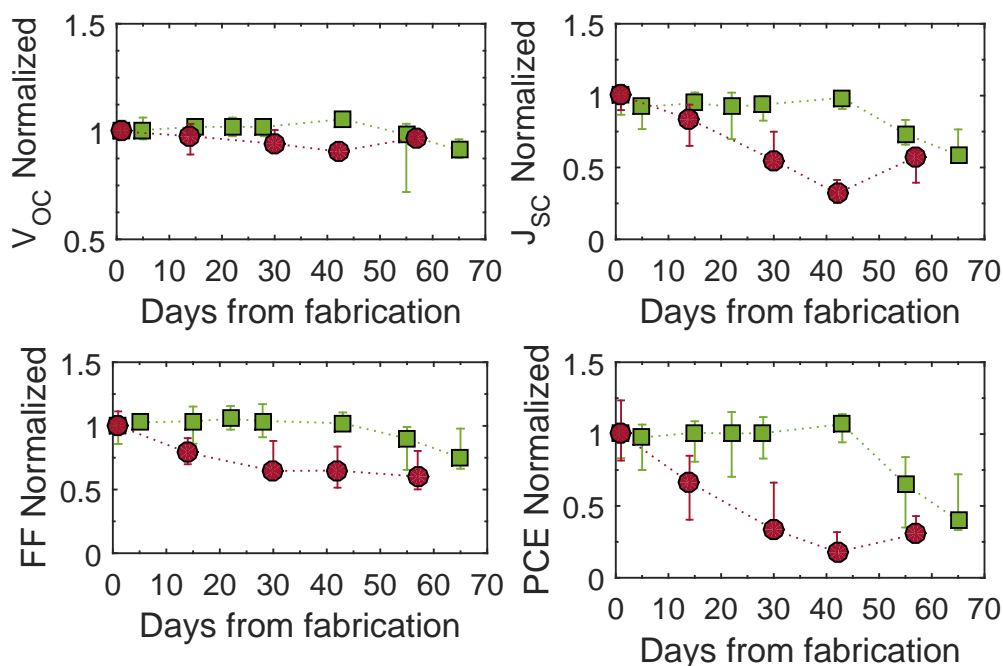 1.5
1
0.5
V_OC Normalized
0 10 20 30 40 50 60 70
Days from fabrication
1.5
1
0.5
0
J_SC Normalized
0 10 20 30 40 50 60 70
Days from fabrication
1.5
1
0.5
0
FF Normalized
0 10 20 30 40 50 60 70
Days from fabrication
1.5
1
0.5
0
PCE Normalized
0 10 20 30 40 50 60 70
Days from fabrication